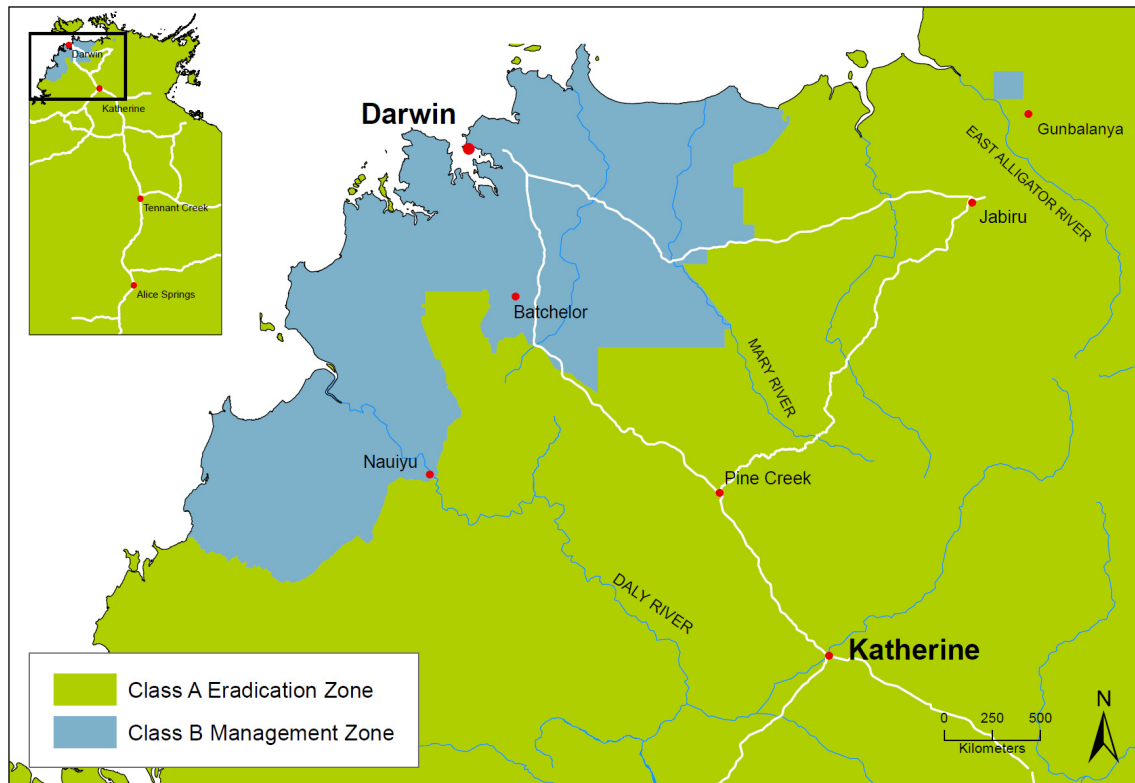 Darwin
Katherine
Tennant Creek
Alice Springs
Darwin
Gunbalanya
EAST ALLIGATOR RIVER
Jabiru
Batchelor
MARY RIVER
Nauiyu
Pine Creek
DALY RIVER
Katherine
Class A Eradication Zone
Class B Management Zone
N
0 250 500
Kilometers